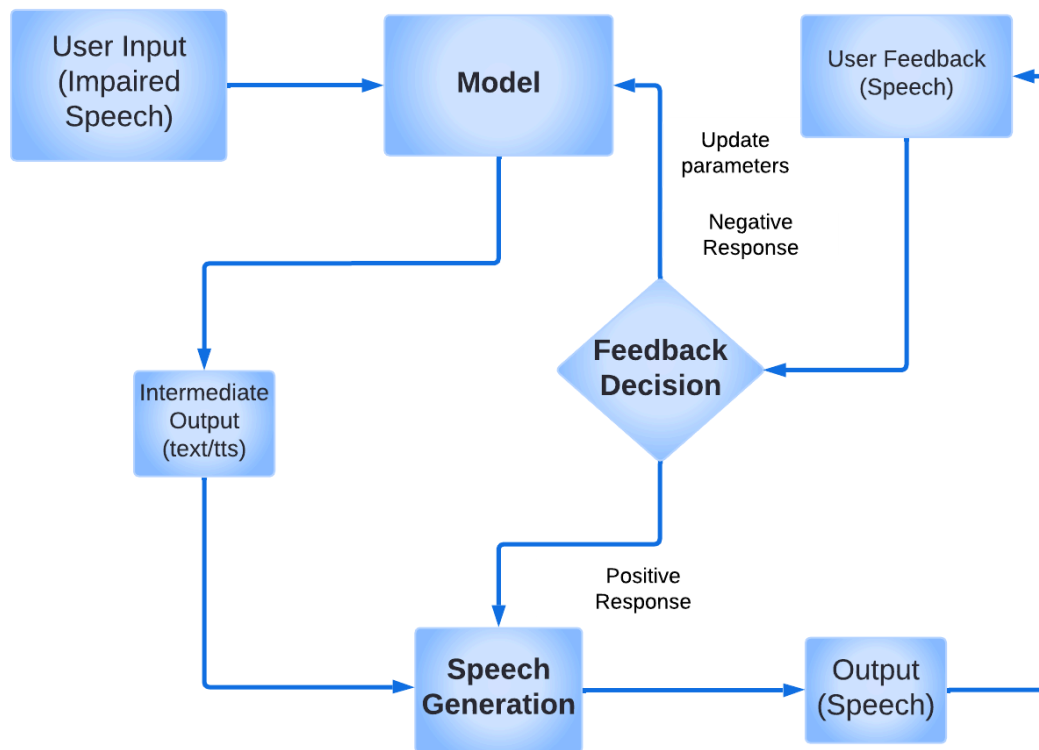 User Input
(Impaired
Speech)
Model
User Feedback
(Speech)
Update
parameters
Negative
Response
Feedback
Decision
Intermediate
Output
(text/tts)
Positive
Response
Speech
Generation
Output
(Speech)